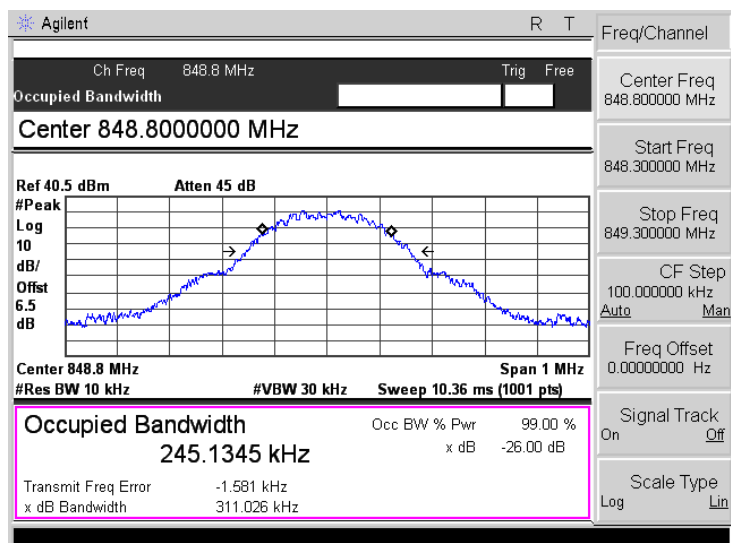 Agilent R T
Ch Freq 848.8 MHz Trig Free
Occupied Bandwidth
Center 848.8000000 MHz
Ref 40.5 dBm Atten 45 dB
#Peak
Log
10
dB/
Offst
6.5
dB
Center 848.8 MHz Span 1 MHz
#Res BW 10 kHz #VBW 30 kHz Sweep 10.36 ms (1001 pts)
Occupied Bandwidth
245.1345 kHz
Occ BW % Pwr 99.00 %
x dB -26.00 dB
Transmit Freq Error -1.581 kHz
x dB Bandwidth 311.026 kHz
Freq/Channel
Center Freq
848.800000 MHz
Start Freq
848.300000 MHz
Stop Freq
849.300000 MHz
CF Step
100.000000 kHz
Auto Man
Freq Offset
0.00000000 Hz
Signal Track
On Off
Scale Type
Log Lin